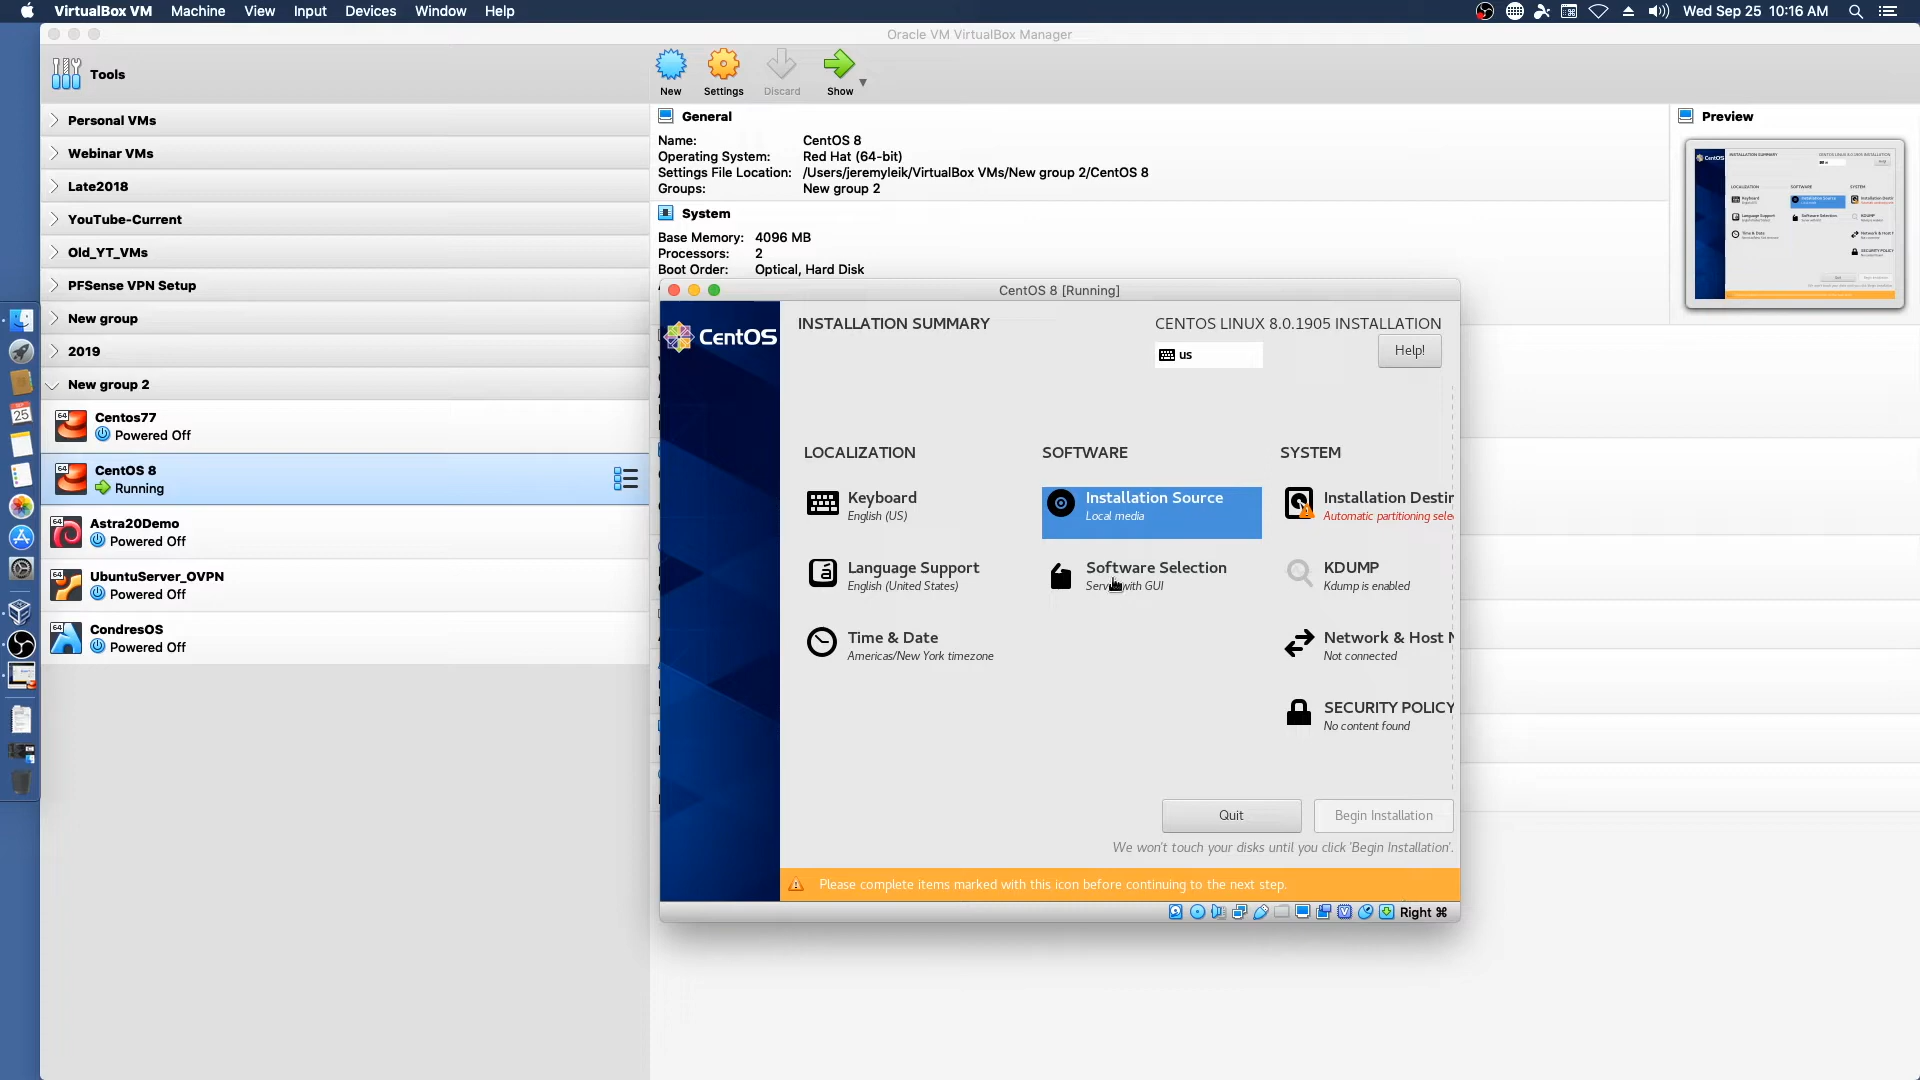 VirtualBox VM Machine View Input Devices Window Help
Wed Sep 25 10:16 AM
Oracle VM VirtualBox Manager
Tools
New Settings Discard Show
Personal VMs
Webinar VMs
Late2018
YouTube-Current
Old_YT_VMs
PFSense VPN Setup
New group
2019
New group 2
64
Centos77
Powered Off
64
CentOS 8
Running
64
Astra20Demo
Powered Off
64
UbuntuServer_OVPN
Powered Off
64
CondresOS
Powered Off
General
Name: CentOS 8
Operating System: Red Hat (64-bit)
Settings File Location: /Users/jeremyleik/VirtualBox VMs/New group 2/CentOS 8
Groups: New group 2
System
Base Memory: 4096 MB
Processors: 2
Boot Order: Optical, Hard Disk
Preview
CentOS 8 [Running]
CentOS
INSTALLATION SUMMARY
CENTOS LINUX 8.0.1905 INSTALLATION
us
Help!
LOCALIZATION
Keyboard
English (US)
Language Support
English (United States)
Time & Date
Americas/New York timezone
SOFTWARE
Installation Source
Local media
Software Selection
with GUI
SYSTEM
Installation Destin
Automatic partitioning sele
KDUMP
Kdump is enabled
Network & Host N
Not connected
SECURITY POLICY
No content found
Quit
Begin Installation
We won't touch your disks until you click 'Begin Installation'.
Please complete items marked with this icon before continuing to the next step.
Right ⌘
25